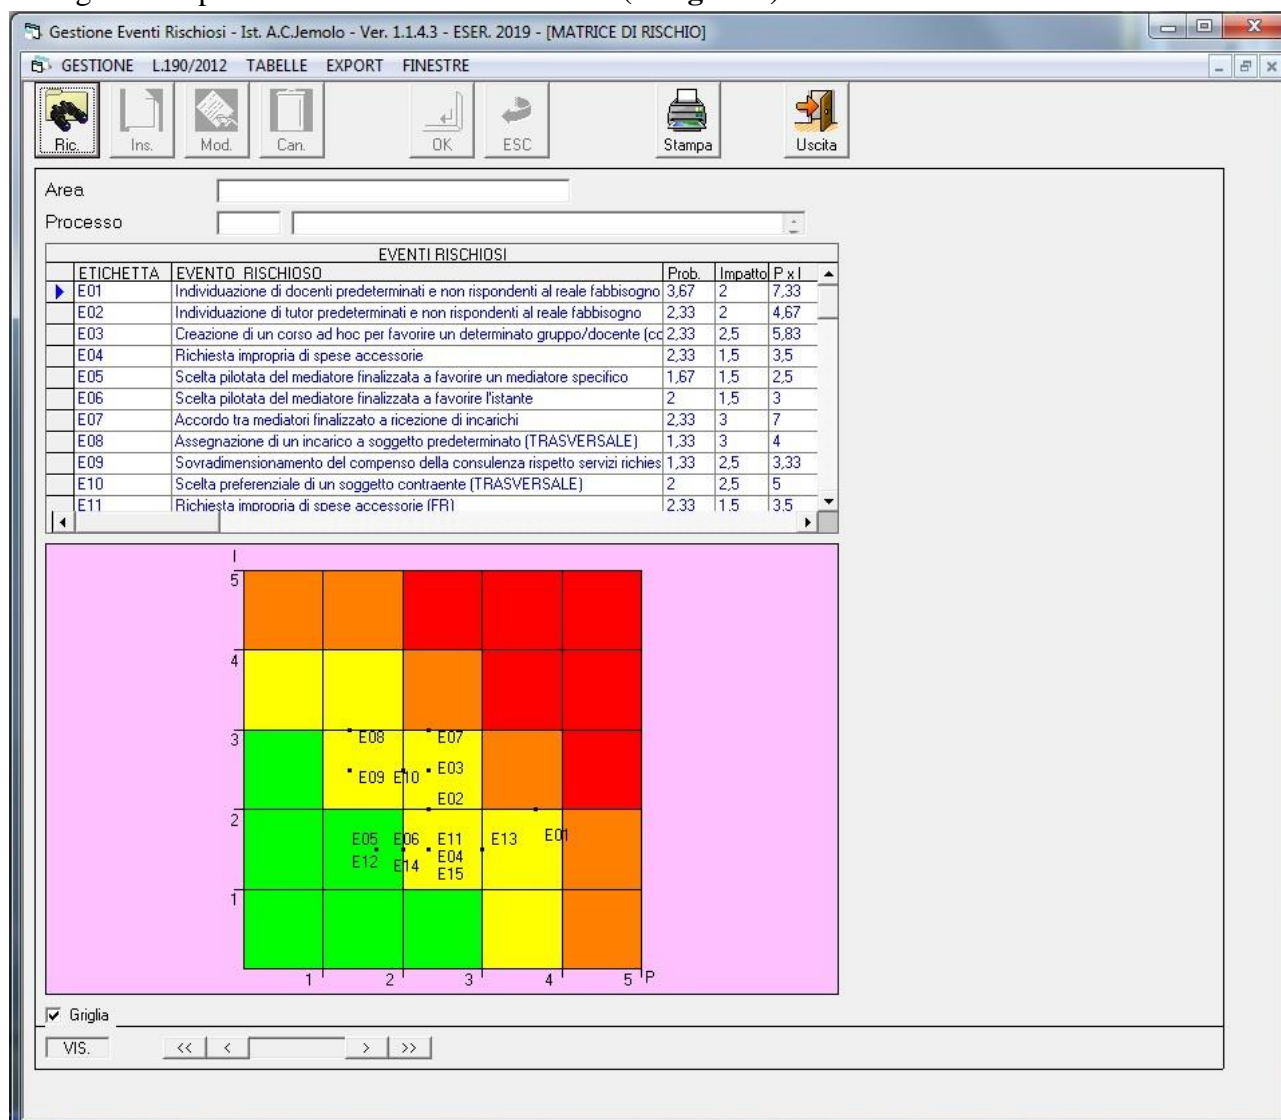 Gestione Eventi Rischiosi - Ist. A.C.Jemolo - Ver. 1.1.4.3 - ESER. 2019 - [MATRICE DI RISCHIO]
GESTIONE L.190/2012 TABELLE EXPORT FINESTRE
Ric. Ins. Mod. Can. OK ESC Stampa Uscita
Area
Processo
EVENTI RISCHIOSI
ETICHETTA EVENTO RISCHIOSO Prob. Impatto P x I
E01 Individuazione di docenti predeterminati e non rispondenti al reale fabbisogno 3,67 2 7,33
E02 Individuazione di tutor predeterminati e non rispondenti al reale fabbisogno 2,33 2 4,67
E03 Creazione di un corso ad hoc per favorire un determinato gruppo/docente (cc 2,33 2,5 5,83
E04 Richiesta impropria di spese accessorie 2,33 1,5 3,5
E05 Scelta pilotata del mediatore finalizzata a favorire un mediatore specifico 1,67 1,5 2,5
E06 Scelta pilotata del mediatore finalizzata a favorire l'istante 2 1,5 3
E07 Accordo tra mediatori finalizzato a ricezione di incarichi 2,33 3 7
E08 Assegnazione di un incarico a soggetto predeterminato (TRASVERSALE) 1,33 3 4
E09 Sovradimensionamento del compenso della consulenza rispetto servizi richies 1,33 2,5 3,33
E10 Scelta preferenziale di un soggetto contraente (TRASVERSALE) 2 2,5 5
E11 Richiesta impropria di spese accessorie (FR) 2,33 1,5 3,5
I
5
4
3 E08 E07
E09 E10 E03
E02
2
E05 E06 E11 E13 E01
E12 E14 E04
E15
1
1 2 3 4 5 P
Griglia
VIS. << < > >>